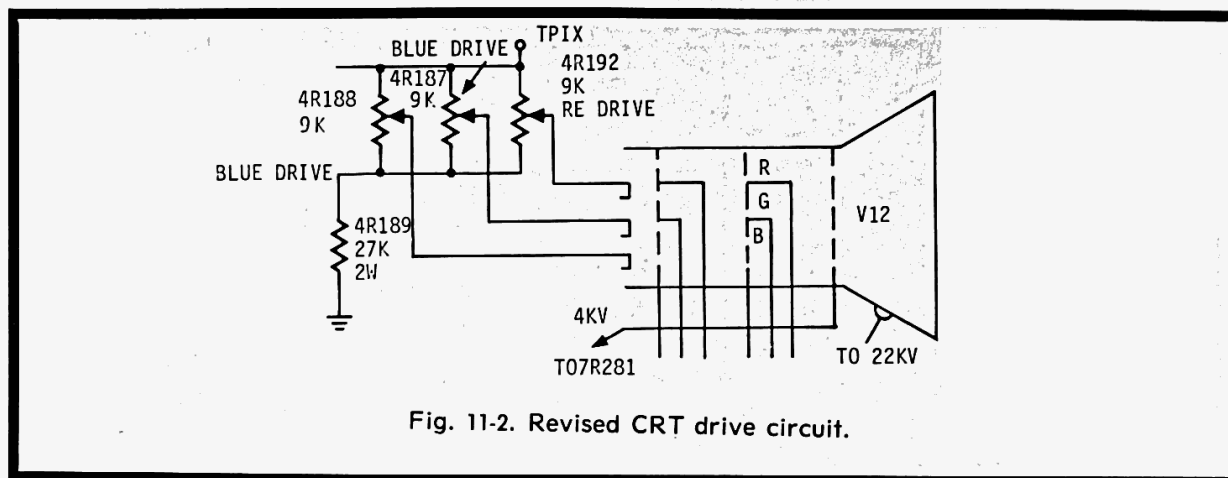 TPIX
BLUE DRIVE
4R192
9K
RE DRIVE
4R187
9K
4R188
9K
BLUE DRIVE
4R189
27K
2W
R
G
B
V12
4KV
TO7R281
TO 22KV
Fig. 11-2. Revised CRT drive circuit.